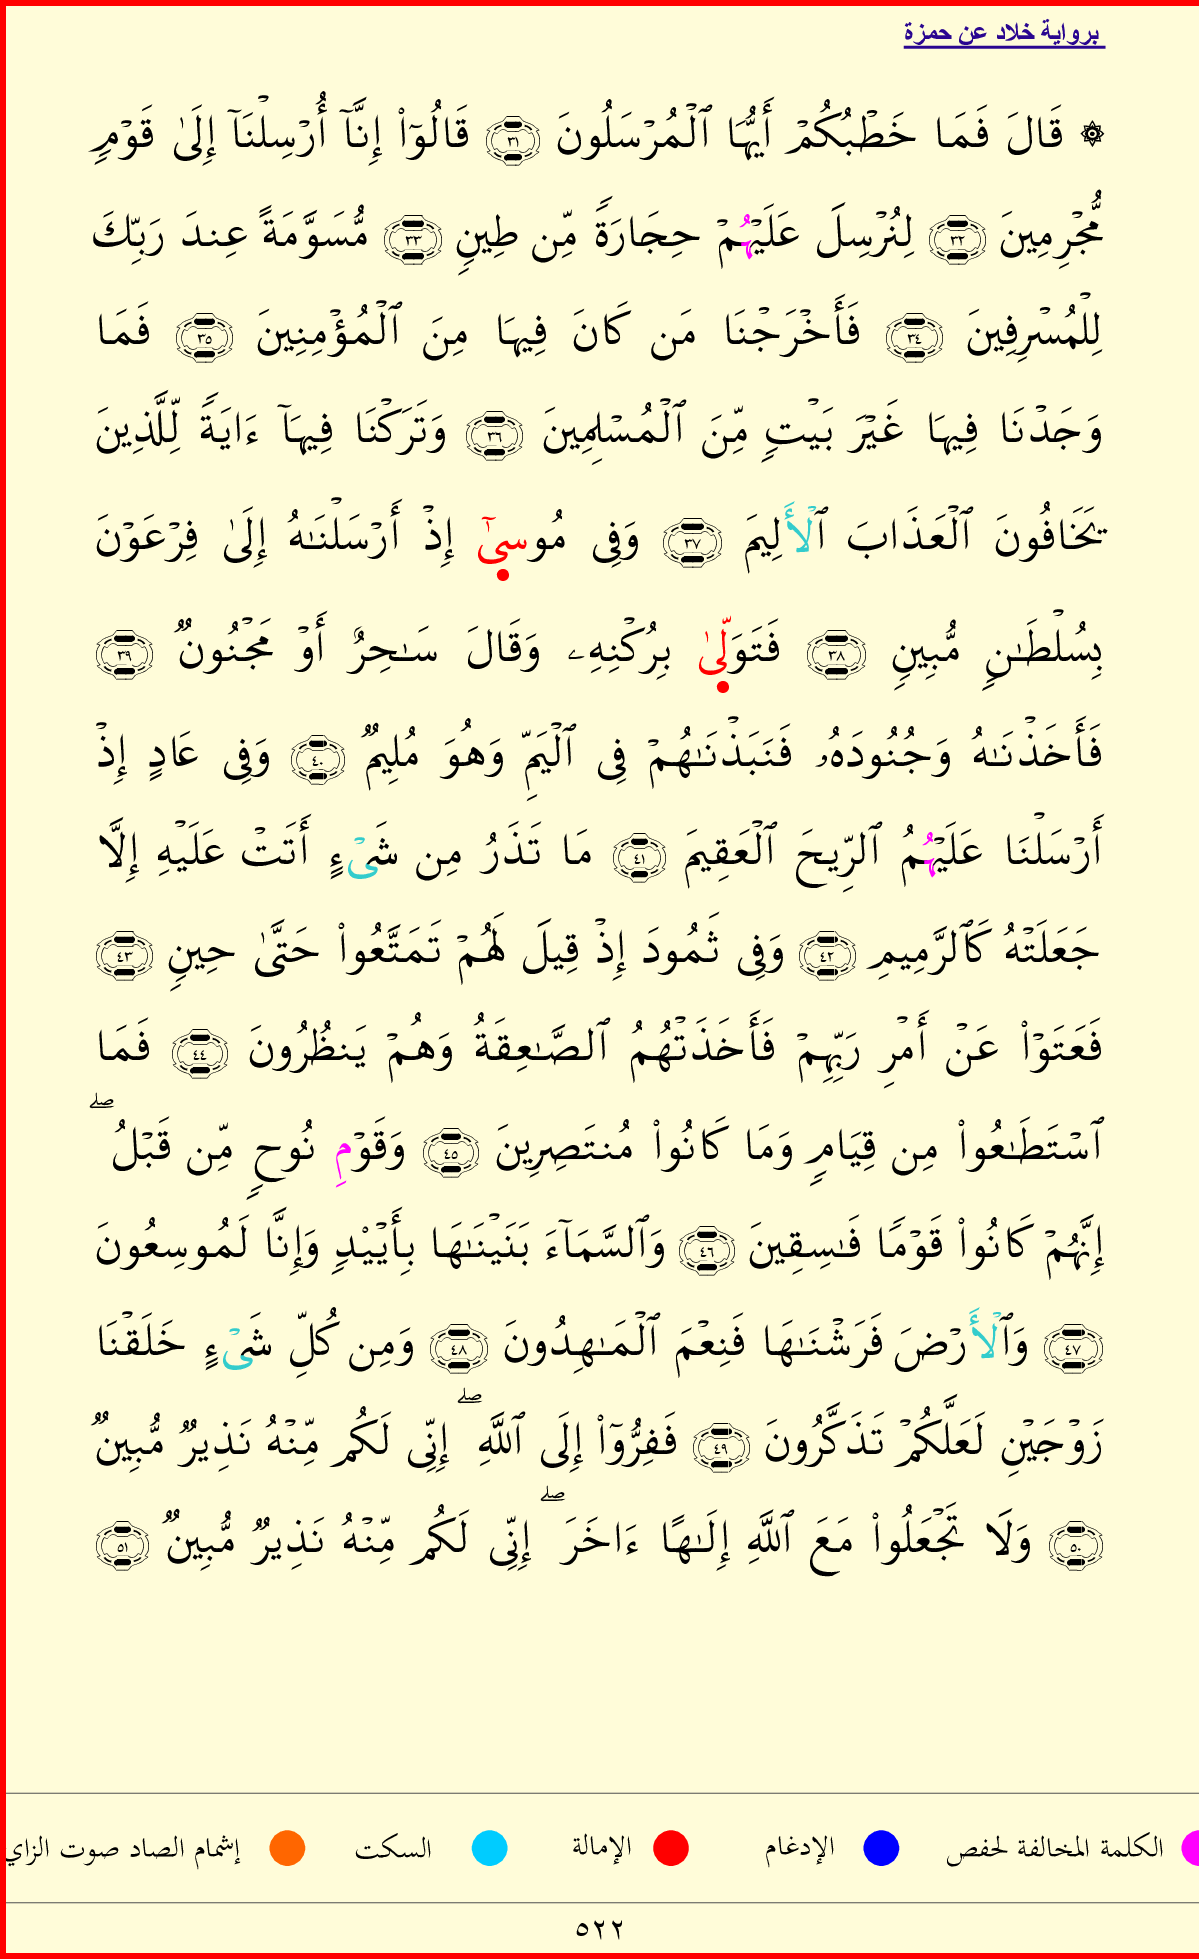 برواية خلاد عن حمزة
۞ قَالَ فَمَا خَطْبُكُمْ أَيُّهَا ٱلْمُرْسَلُونَ ٣١ قَالُوٓا۟ إِنَّآ أُرْسِلْنَآ إِلَىٰ قَوْمٍ
مُّجْرِمِينَ ٣٢ لِنُرْسِلَ عَلَيْهُمْ حِجَارَةً مِّن طِينٍ ٣٣ مُّسَوَّمَةً عِندَ رَبِّكَ
لِلْمُسْرِفِينَ ٣٤ فَأَخْرَجْنَا مَن كَانَ فِيهَا مِنَ ٱلْمُؤْمِنِينَ ٣٥ فَمَا
وَجَدْنَا فِيهَا غَيْرَ بَيْتٍ مِّنَ ٱلْمُسْلِمِينَ ٣٦ وَتَرَكْنَا فِيهَآ ءَايَةً لِّلَّذِينَ
يَخَافُونَ ٱلْعَذَابَ ٱلْأَلِيمَ ٣٧ وَفِى مُوسَىٰٓ إِذْ أَرْسَلْنَـٰهُ إِلَىٰ فِرْعَوْنَ
بِسُلْطَـٰنٍ مُّبِينٍ ٣٨ فَتَوَلَّىٰ بِرُكْنِهِۦ وَقَالَ سَـٰحِرٌ أَوْ مَجْنُونٌ ٣٩
فَأَخَذْنَـٰهُ وَجُنُودَهُۥ فَنَبَذْنَـٰهُمْ فِى ٱلْيَمِّ وَهُوَ مُلِيمٌ ٤٠ وَفِى عَادٍ إِذْ
أَرْسَلْنَا عَلَيْهُمُ ٱلرِّيحَ ٱلْعَقِيمَ ٤١ مَا تَذَرُ مِن شَىْءٍ أَتَتْ عَلَيْهِ إِلَّا
جَعَلَتْهُ كَٱلرَّمِيمِ ٤٢ وَفِى ثَمُودَ إِذْ قِيلَ لَهُمْ تَمَتَّعُوا۟ حَتَّىٰ حِينٍ ٤٣
فَعَتَوْا۟ عَنْ أَمْرِ رَبِّهِمْ فَأَخَذَتْهُمُ ٱلصَّـٰعِقَةُ وَهُمْ يَنظُرُونَ ٤٤ فَمَا
ٱسْتَطَـٰعُوا۟ مِن قِيَامٍ وَمَا كَانُوا۟ مُنتَصِرِينَ ٤٥ وَقَوْمِ نُوحٍ مِّن قَبْلُ ۖ
إِنَّهُمْ كَانُوا۟ قَوْمًا فَـٰسِقِينَ ٤٦ وَٱلسَّمَآءَ بَنَيْنَـٰهَا بِأَيْي۟دٍ وَإِنَّا لَمُوسِعُونَ
٤٧ وَٱلْأَرْضَ فَرَشْنَـٰهَا فَنِعْمَ ٱلْمَـٰهِدُونَ ٤٨ وَمِن كُلِّ شَىْءٍ خَلَقْنَا
زَوْجَيْنِ لَعَلَّكُمْ تَذَكَّرُونَ ٤٩ فَفِرُّوٓا۟ إِلَى ٱللَّهِ ۖ إِنِّى لَكُم مِّنْهُ نَذِيرٌ مُّبِينٌ
٥٠ وَلَا تَجْعَلُوا۟ مَعَ ٱللَّهِ إِلَـٰهًا ءَاخَرَ ۖ إِنِّى لَكُم مِّنْهُ نَذِيرٌ مُّبِينٌ ٥١
الكلمة المخالفة لحفص الإدغام الإمالة السكت إشمام الصاد صوت الزاي
٥٢٢